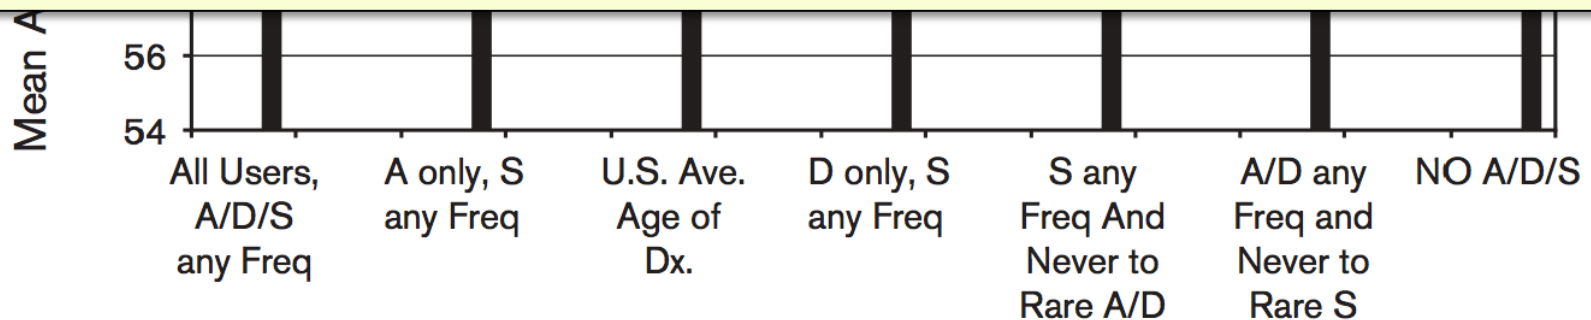 Mean A
56
54
All Users,
A/D/S
any Freq
A only, S
any Freq
U.S. Ave.
Age of
Dx.
D only, S
any Freq
S any
Freq And
Never to
Rare A/D
A/D any
Freq and
Never to
Rare S
NO A/D/S